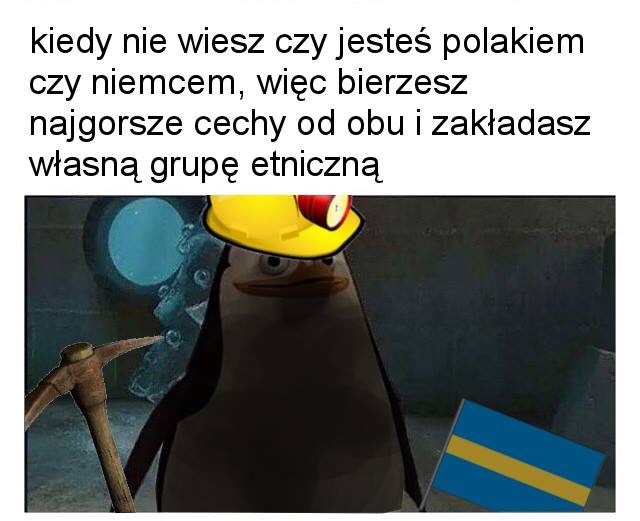 kiedy nie wiesz czy jesteś polakiem
czy niemcem, więc bierzesz
najgorsze cechy od obu i zakładasz
własną grupę etniczną